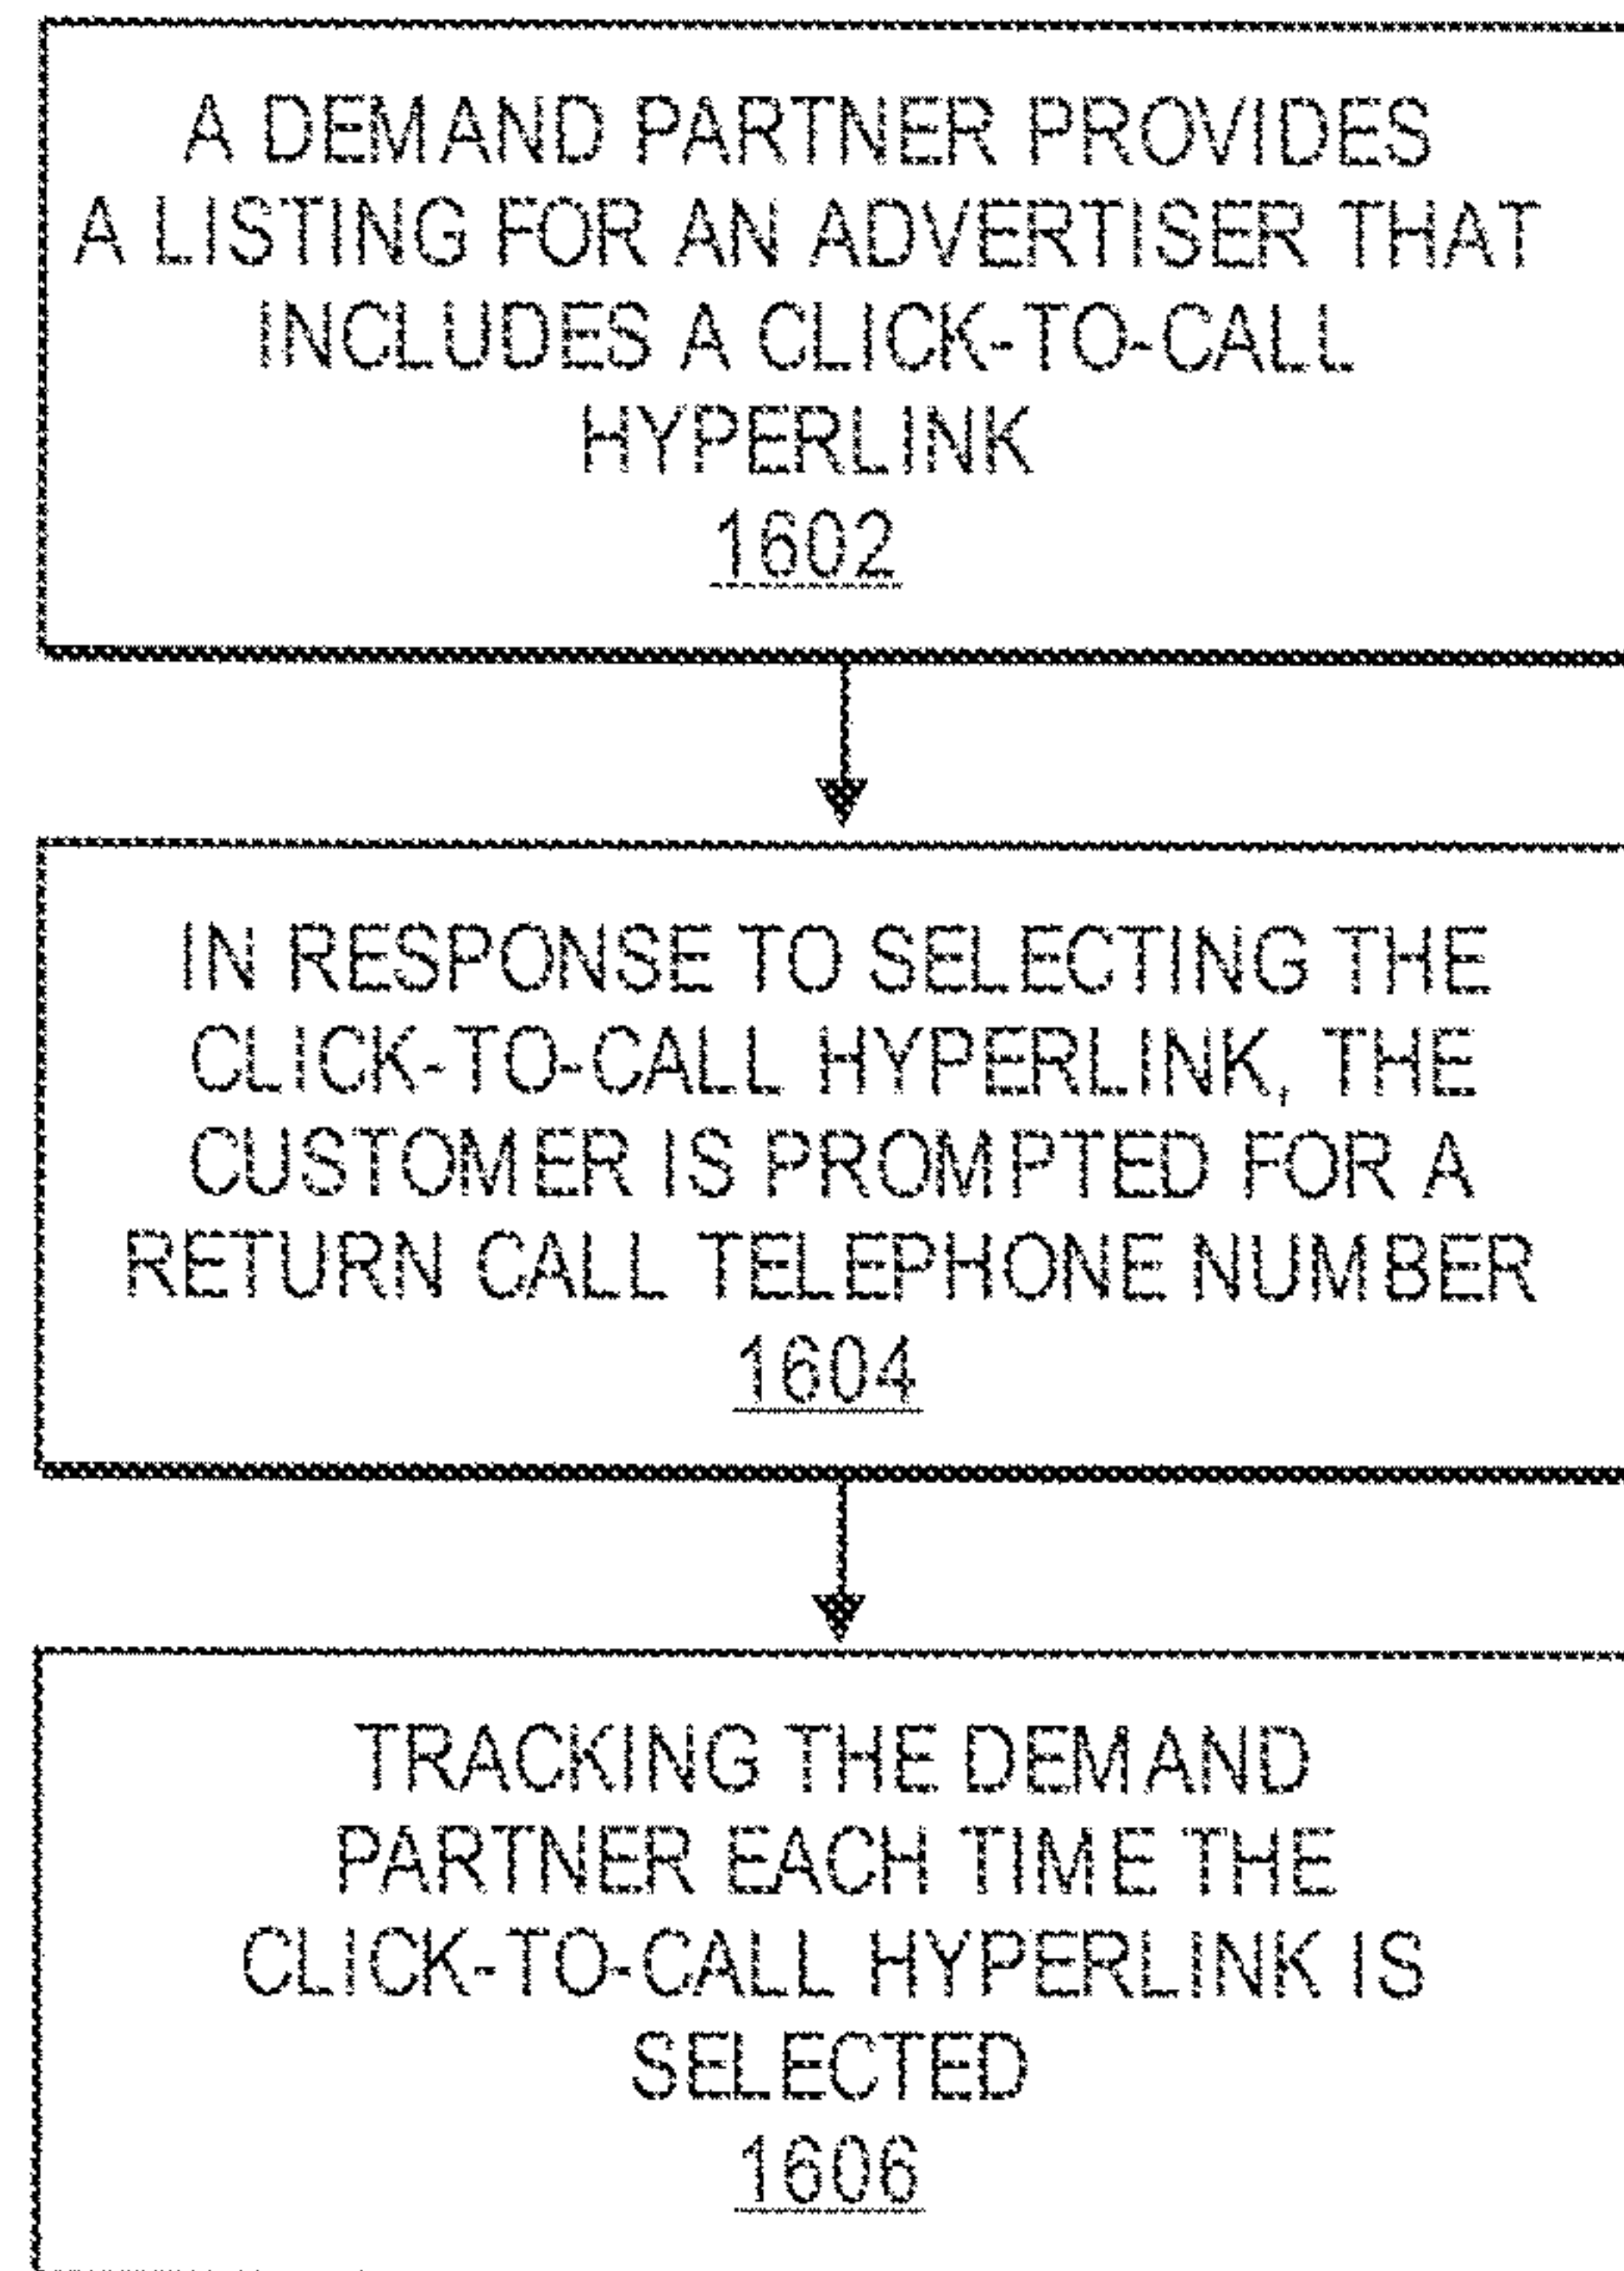 A DEMAND PARTNER PROVIDES
A LISTING FOR AN ADVERTISER THAT
INCLUDES A CLICK-TO-CALL
HYPERLINK
1602
IN RESPONSE TO SELECTING THE
CLICK-TO-CALL HYPERLINK, THE
CUSTOMER IS PROMPTED FOR A
RETURN CALL TELEPHONE NUMBER
1604
TRACKING THE DEMAND
PARTNER EACH TIME THE
CLICK-TO-CALL HYPERLINK IS
SELECTED
1606